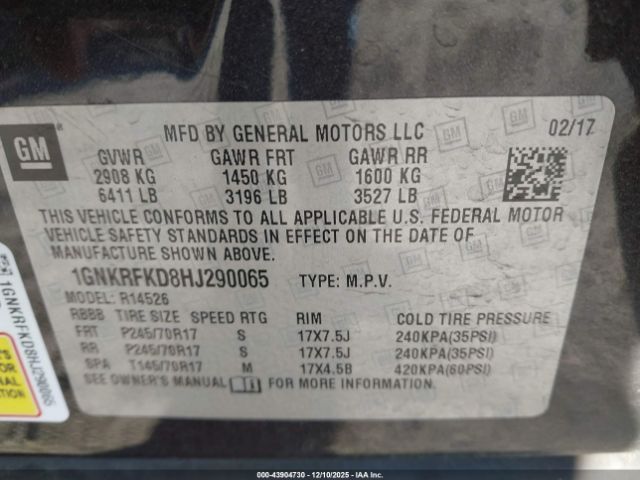 GM
MFD BY GENERAL MOTORS LLC 02/17
GVWR GAWR FRT GAWR RR
2908 KG 1450 KG 1600 KG
6411 LB 3196 LB 3527 LB
THIS VEHICLE CONFORMS TO ALL APPLICABLE U.S. FEDERAL MOTOR
VEHICLE SAFETY STANDARDS IN EFFECT ON THE DATE OF
MANUFACTURE SHOWN ABOVE.
1GNKRFKD8HJ290065 TYPE: M.P.V.
MODEL: R14526
RBBB TIRE SIZE SPEED RTG RIM COLD TIRE PRESSURE
FRT P245/70R17 S 17X7.5J 240KPA(35PSI)
RR P245/70R17 S 17X7.5J 240KPA(35PSI)
SPA T145/70R17 M 17X4.5B 420KPA(60PSI)
SEE OWNER'S MANUAL FOR MORE INFORMATION.
1GNKRFKD8HJ290065
000-43904730 - 12/10/2025 - IAA Inc.